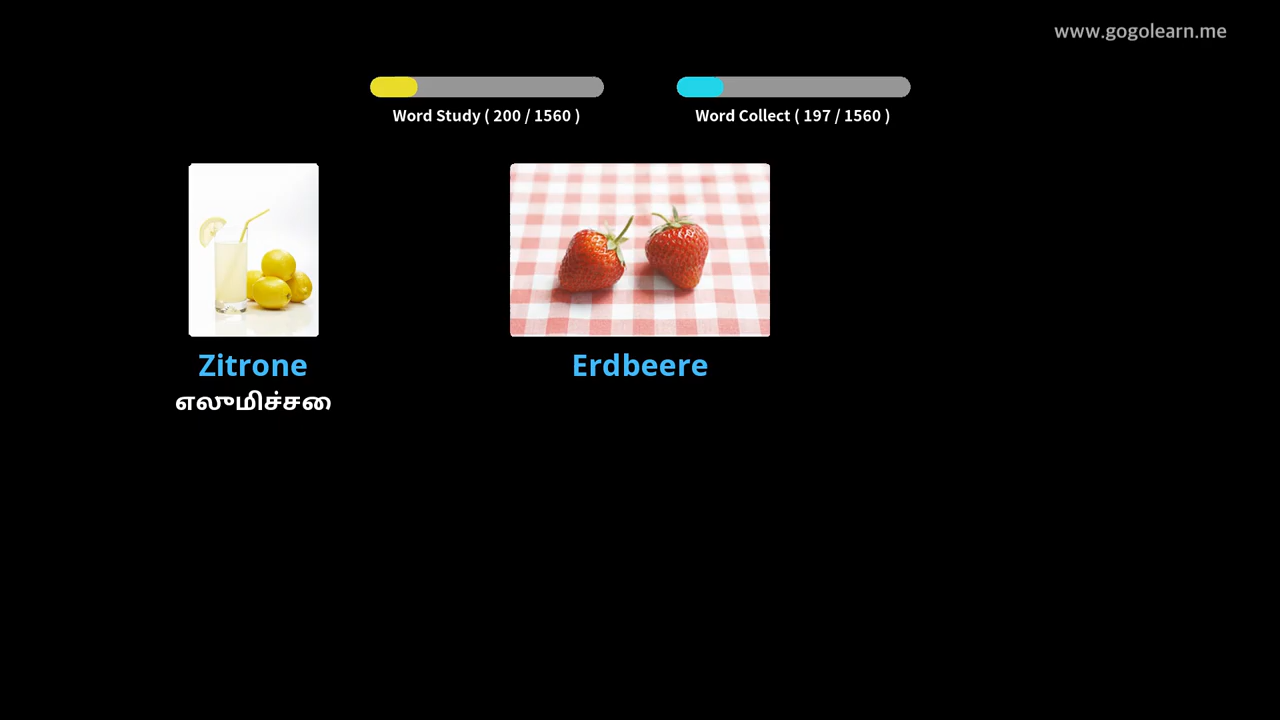 www.gogolearn.me
Word Study ( 200 / 1560 )
Word Collect ( 197 / 1560 )
Zitrone
Erdbeere
எலுமிச்சை